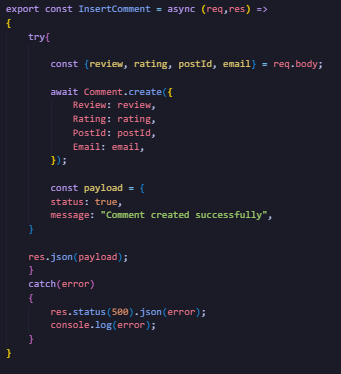 export const InsertComment = async (req,res) =>
{
try{
const {review, rating, postId, email} = req.body;
await Comment.create({
Review: review,
Rating: rating,
PostId: postId,
Email: email,
});
const payload = {
status: true,
message: "Comment created successfully",
}
res.json(payload);
}
catch(error)
{
res.status(500).json(error);
console.log(error);
}
}